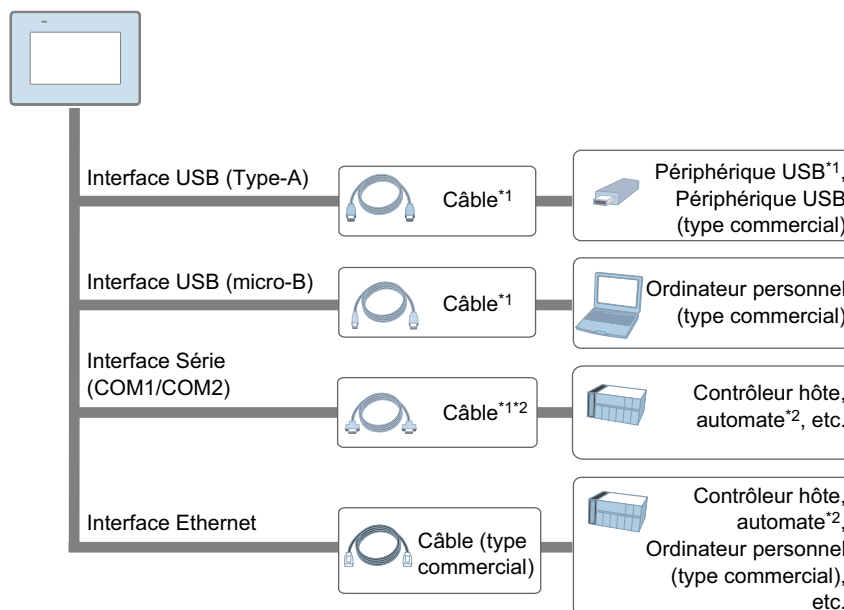 Interface USB (Type-A)
Câble*1
Périphérique USB*1,
Périphérique USB
(type commercial)
Interface USB (micro-B)
Câble*1
Ordinateur personnel
(type commercial)
Interface Série
(COM1/COM2)
Câble*1*2
Contrôleur hôte,
automate*2, etc.
Interface Ethernet
Câble (type
commercial)
Contrôleur hôte,
automate*2,
Ordinateur personnel
(type commercial),
etc.